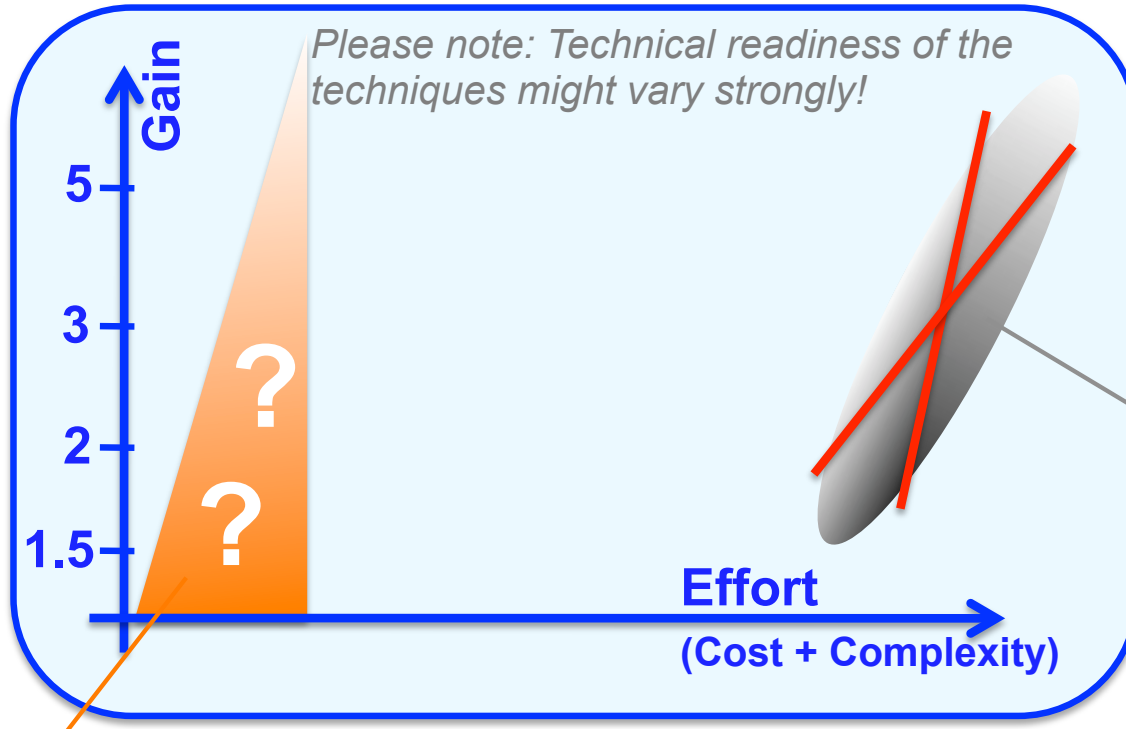 Please note: Technical readiness of the
techniques might vary strongly!
Gain
5
3
2
1.5
?
?
Effort
(Cost + Complexity)